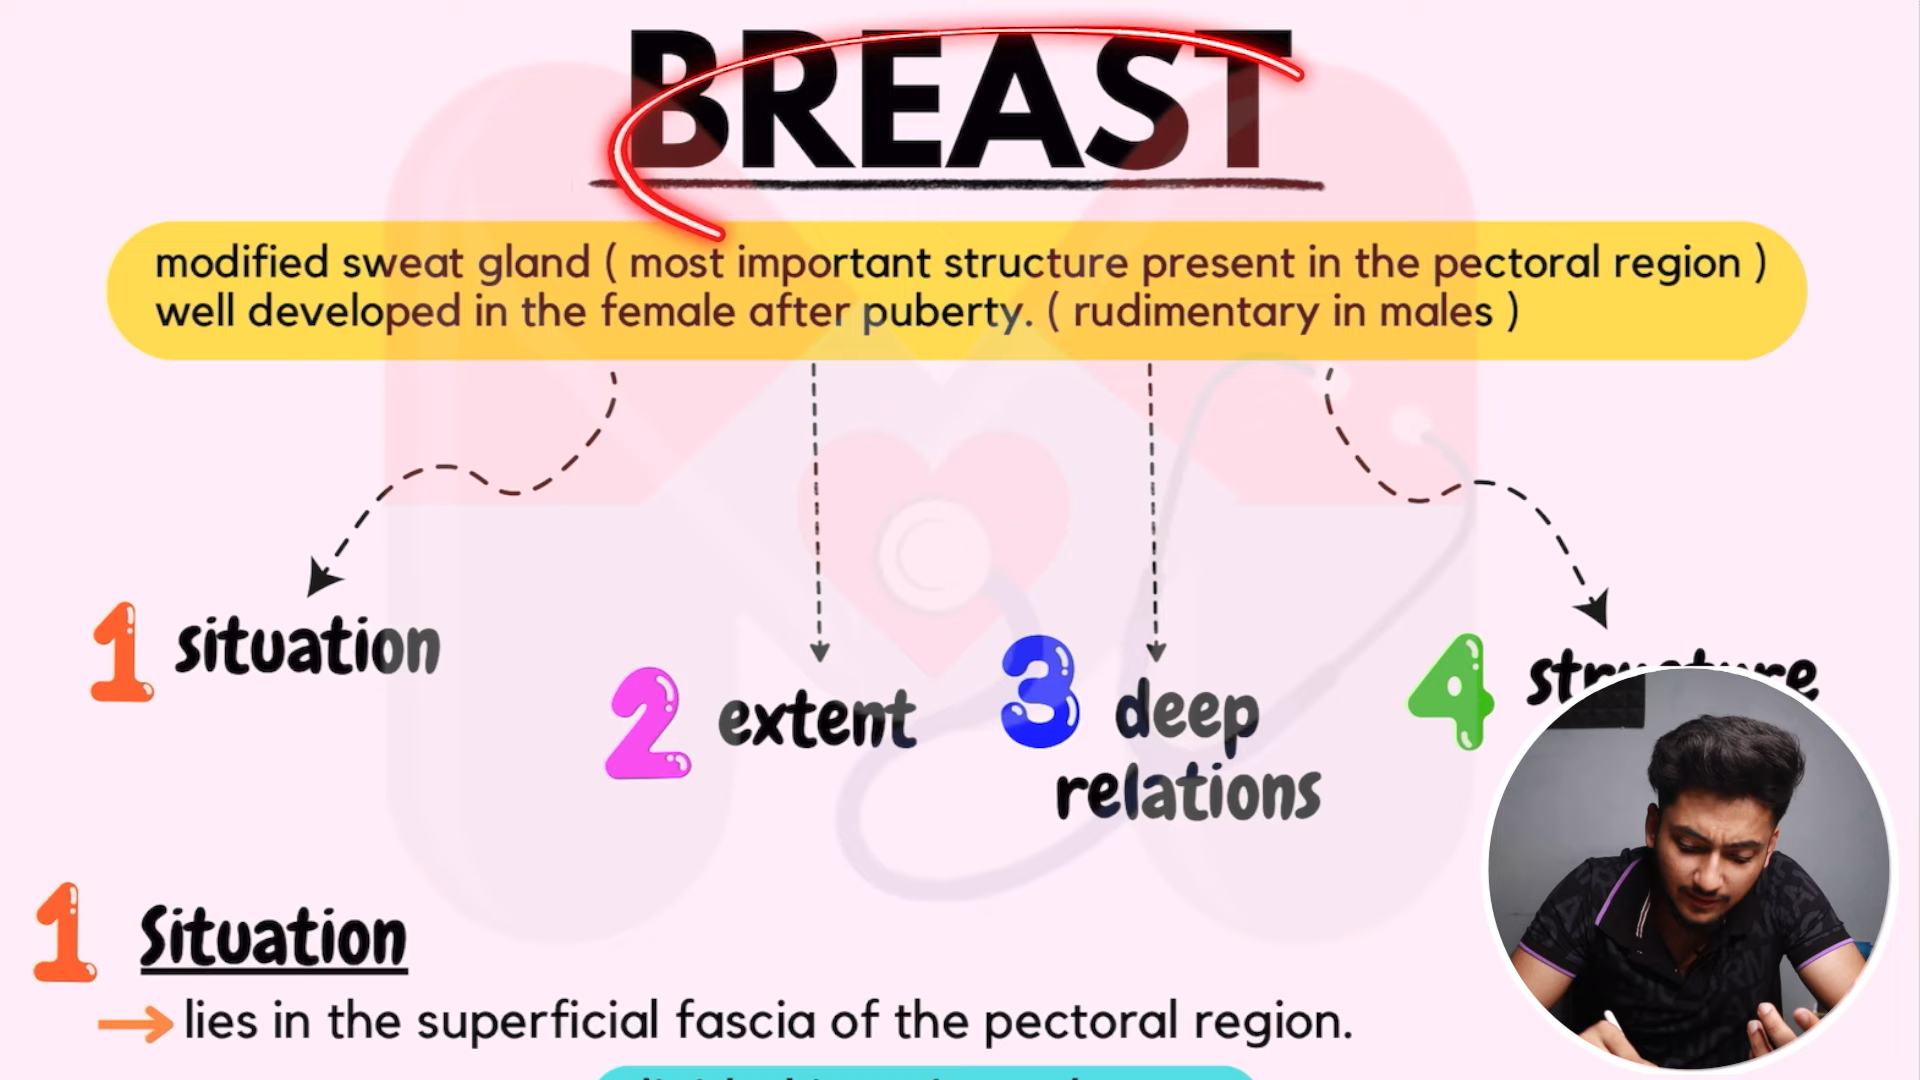 BREAST
modified sweat gland ( most important structure present in the pectoral region )
well developed in the female after puberty. ( rudimentary in males )
1 situation
2 extent
3 deep
relations
4 structure
1 Situation
→ lies in the superficial fascia of the pectoral region.